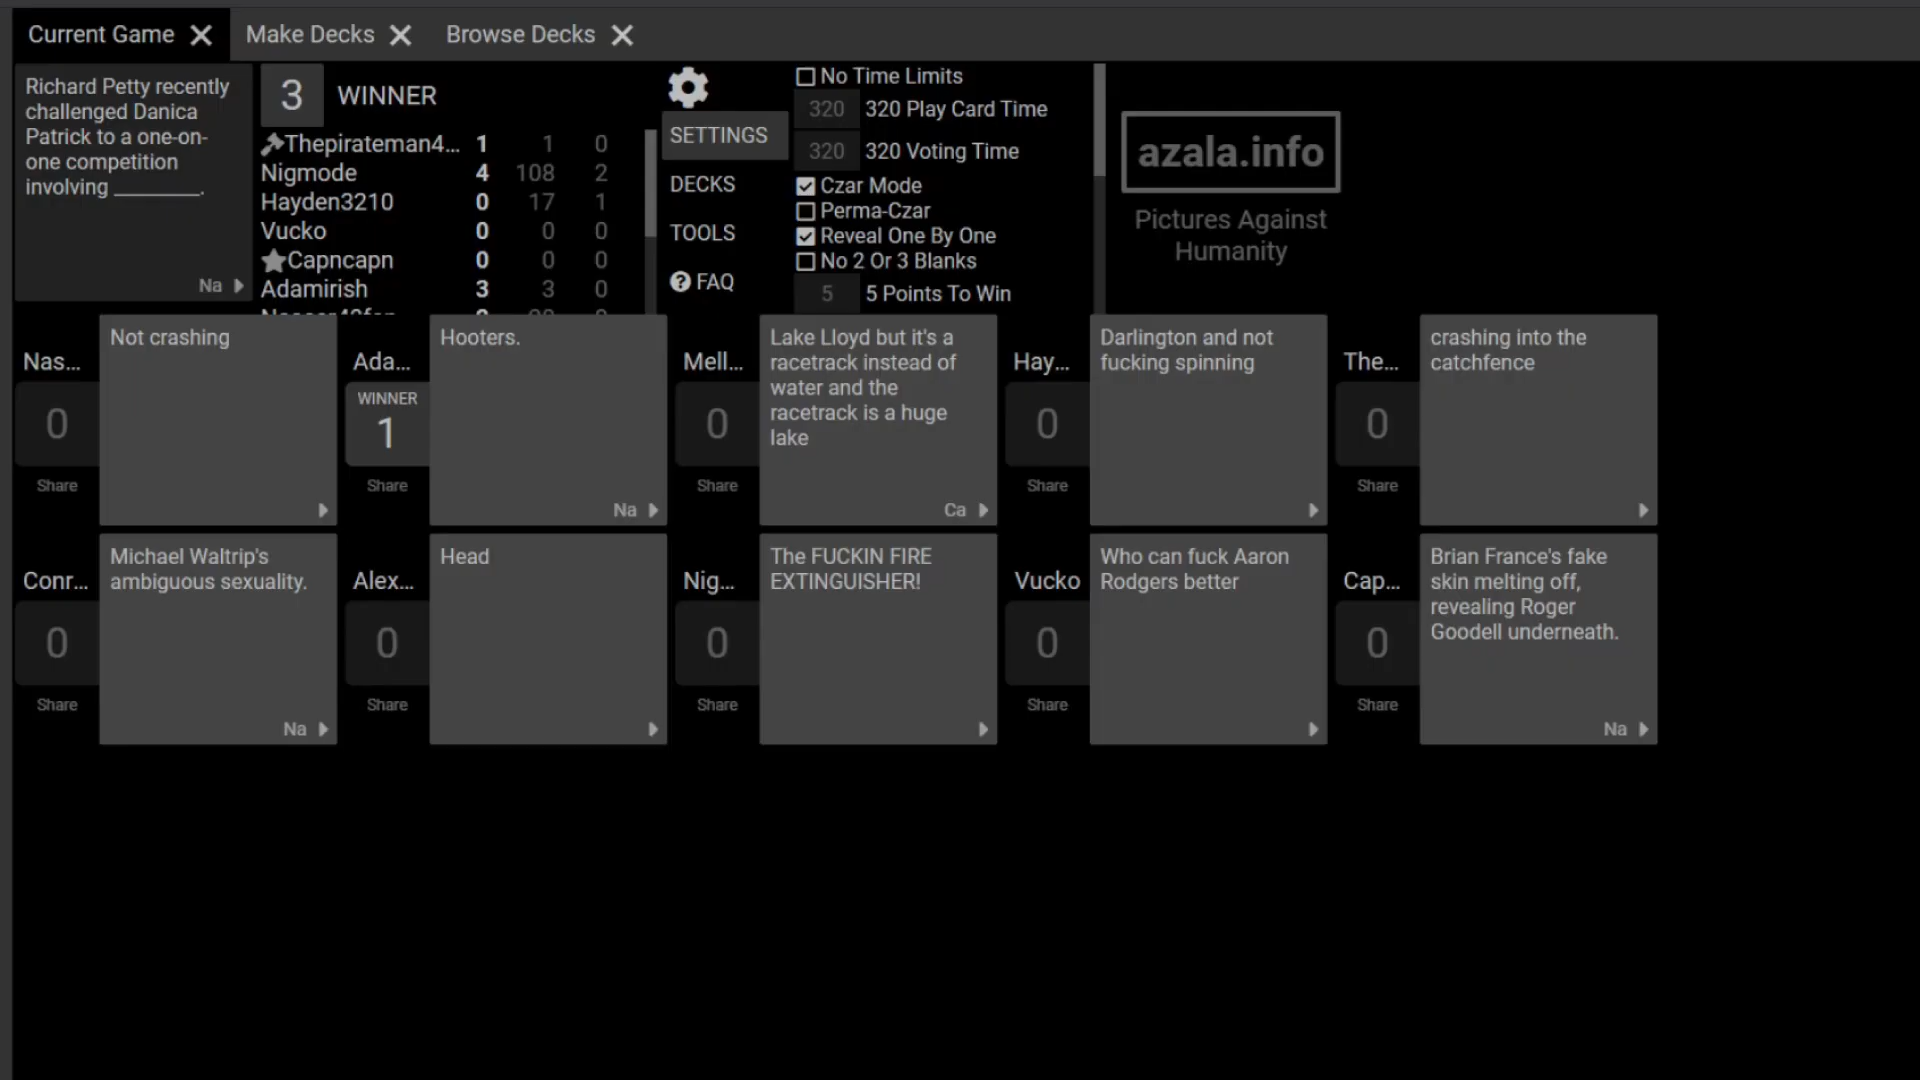 Current Game
Make Decks
Browse Decks
Richard Petty recently
challenged Danica
Patrick to a one-on-
one competition
involving ________.
Na
3 WINNER
Thepirateman4... 1 1 0
Nigmode 4 108 2
Hayden3210 0 17 1
Vucko 0 0 0
Capncapn 0 0 0
Adamirish 3 3 0
SETTINGS
DECKS
TOOLS
FAQ
No Time Limits
320 320 Play Card Time
320 320 Voting Time
Czar Mode
Perma-Czar
Reveal One By One
No 2 Or 3 Blanks
5 5 Points To Win
azala.info
Pictures Against
Humanity
Nas...
0
Share
Not crashing
Ada...
WINNER
1
Share
Hooters.
Na
Mell...
0
Share
Lake Lloyd but it's a
racetrack instead of
water and the
racetrack is a huge
lake
Ca
Hay...
0
Share
Darlington and not
fucking spinning
The...
0
Share
crashing into the
catchfence
Conr...
0
Share
Michael Waltrip's
ambiguous sexuality.
Na
Alex...
0
Share
Head
Nig...
0
Share
The FUCKIN FIRE
EXTINGUISHER!
Vucko
0
Share
Who can fuck Aaron
Rodgers better
Cap...
0
Share
Brian France's fake
skin melting off,
revealing Roger
Goodell underneath.
Na